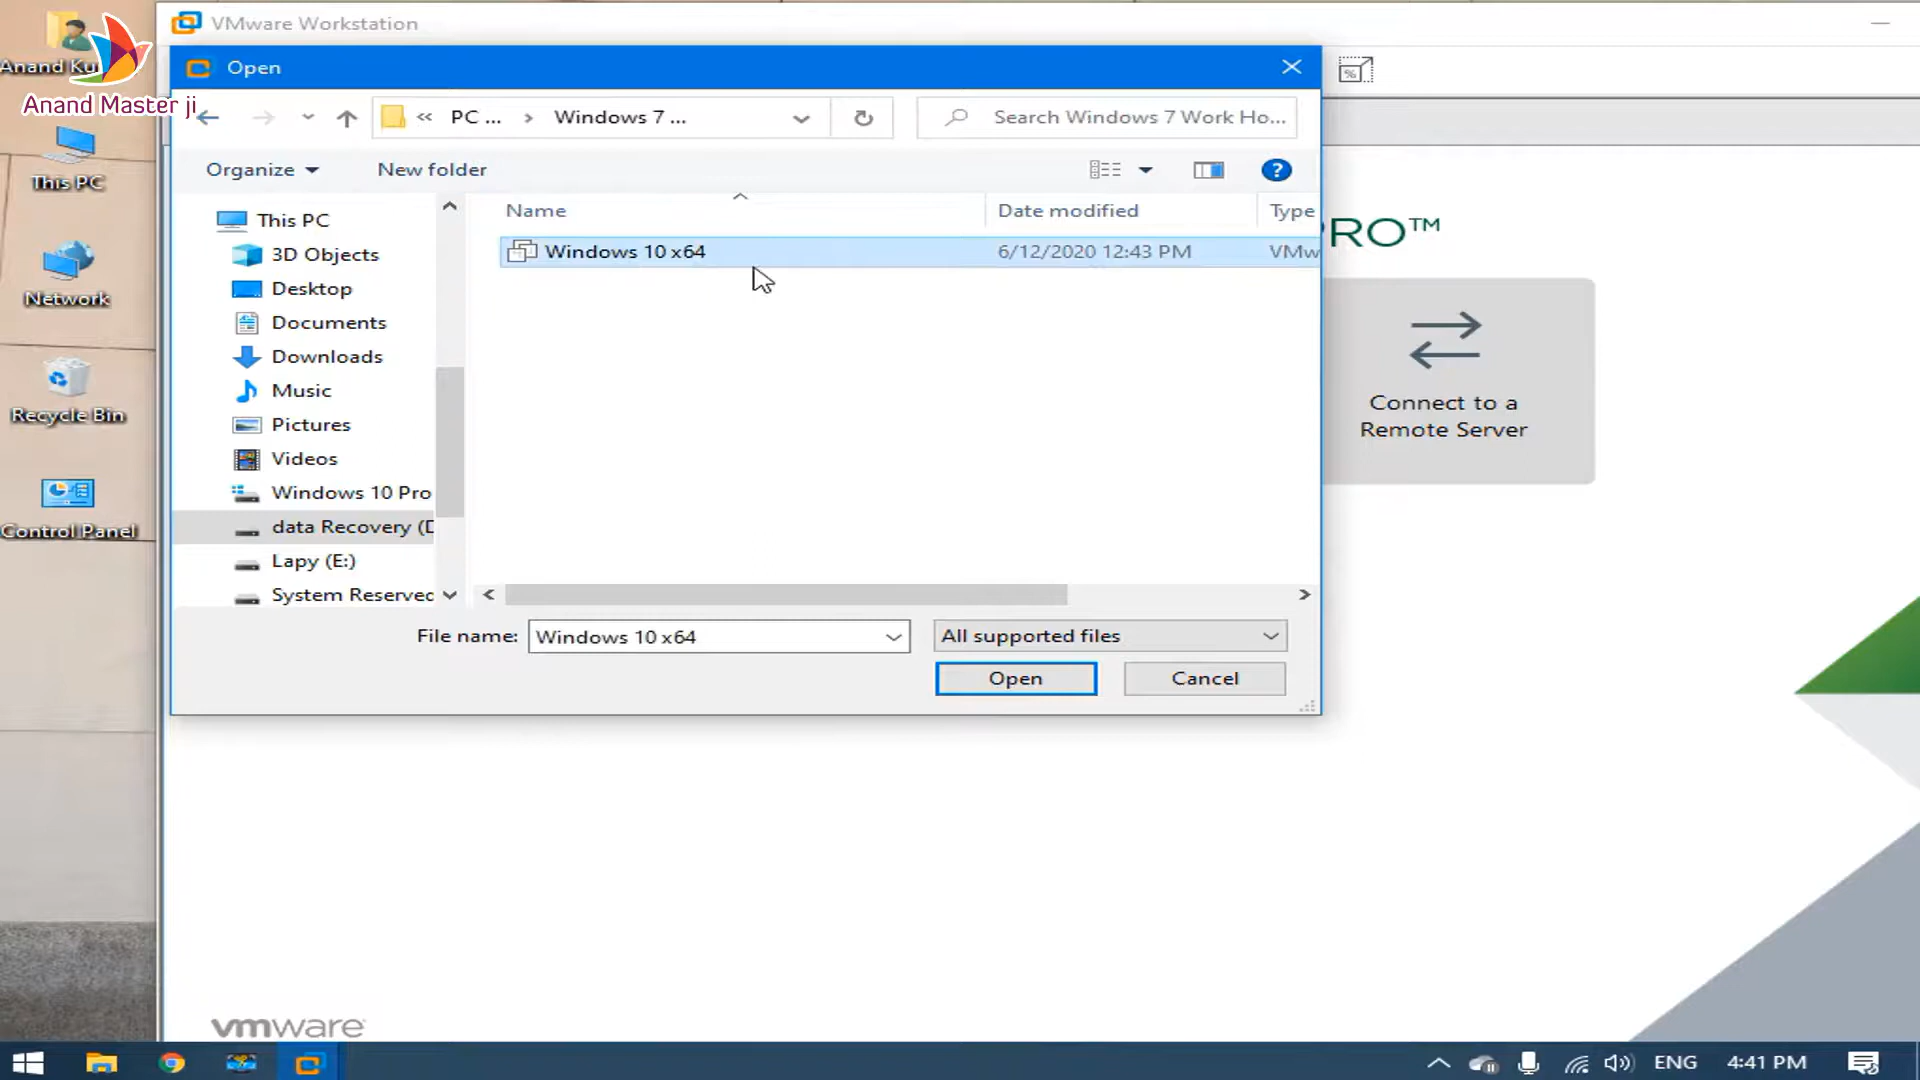 VMware Workstation
Anand Ku
Anand Master ji
Open
« PC ... › Windows 7 ...
Search Windows 7 Work Ho...
Organize
New folder
This PC
Network
Recycle Bin
Control Panel
This PC
3D Objects
Desktop
Documents
Downloads
Music
Pictures
Videos
Windows 10 Pro
data Recovery (D
Lapy (E:)
System Reserved
Name Date modified Type
Windows 10 x64 6/12/2020 12:43 PM VMw
File name: Windows 10 x64
All supported files
Open
Cancel
PRO™
Connect to a
Remote Server
vmware
ENG
4:41 PM